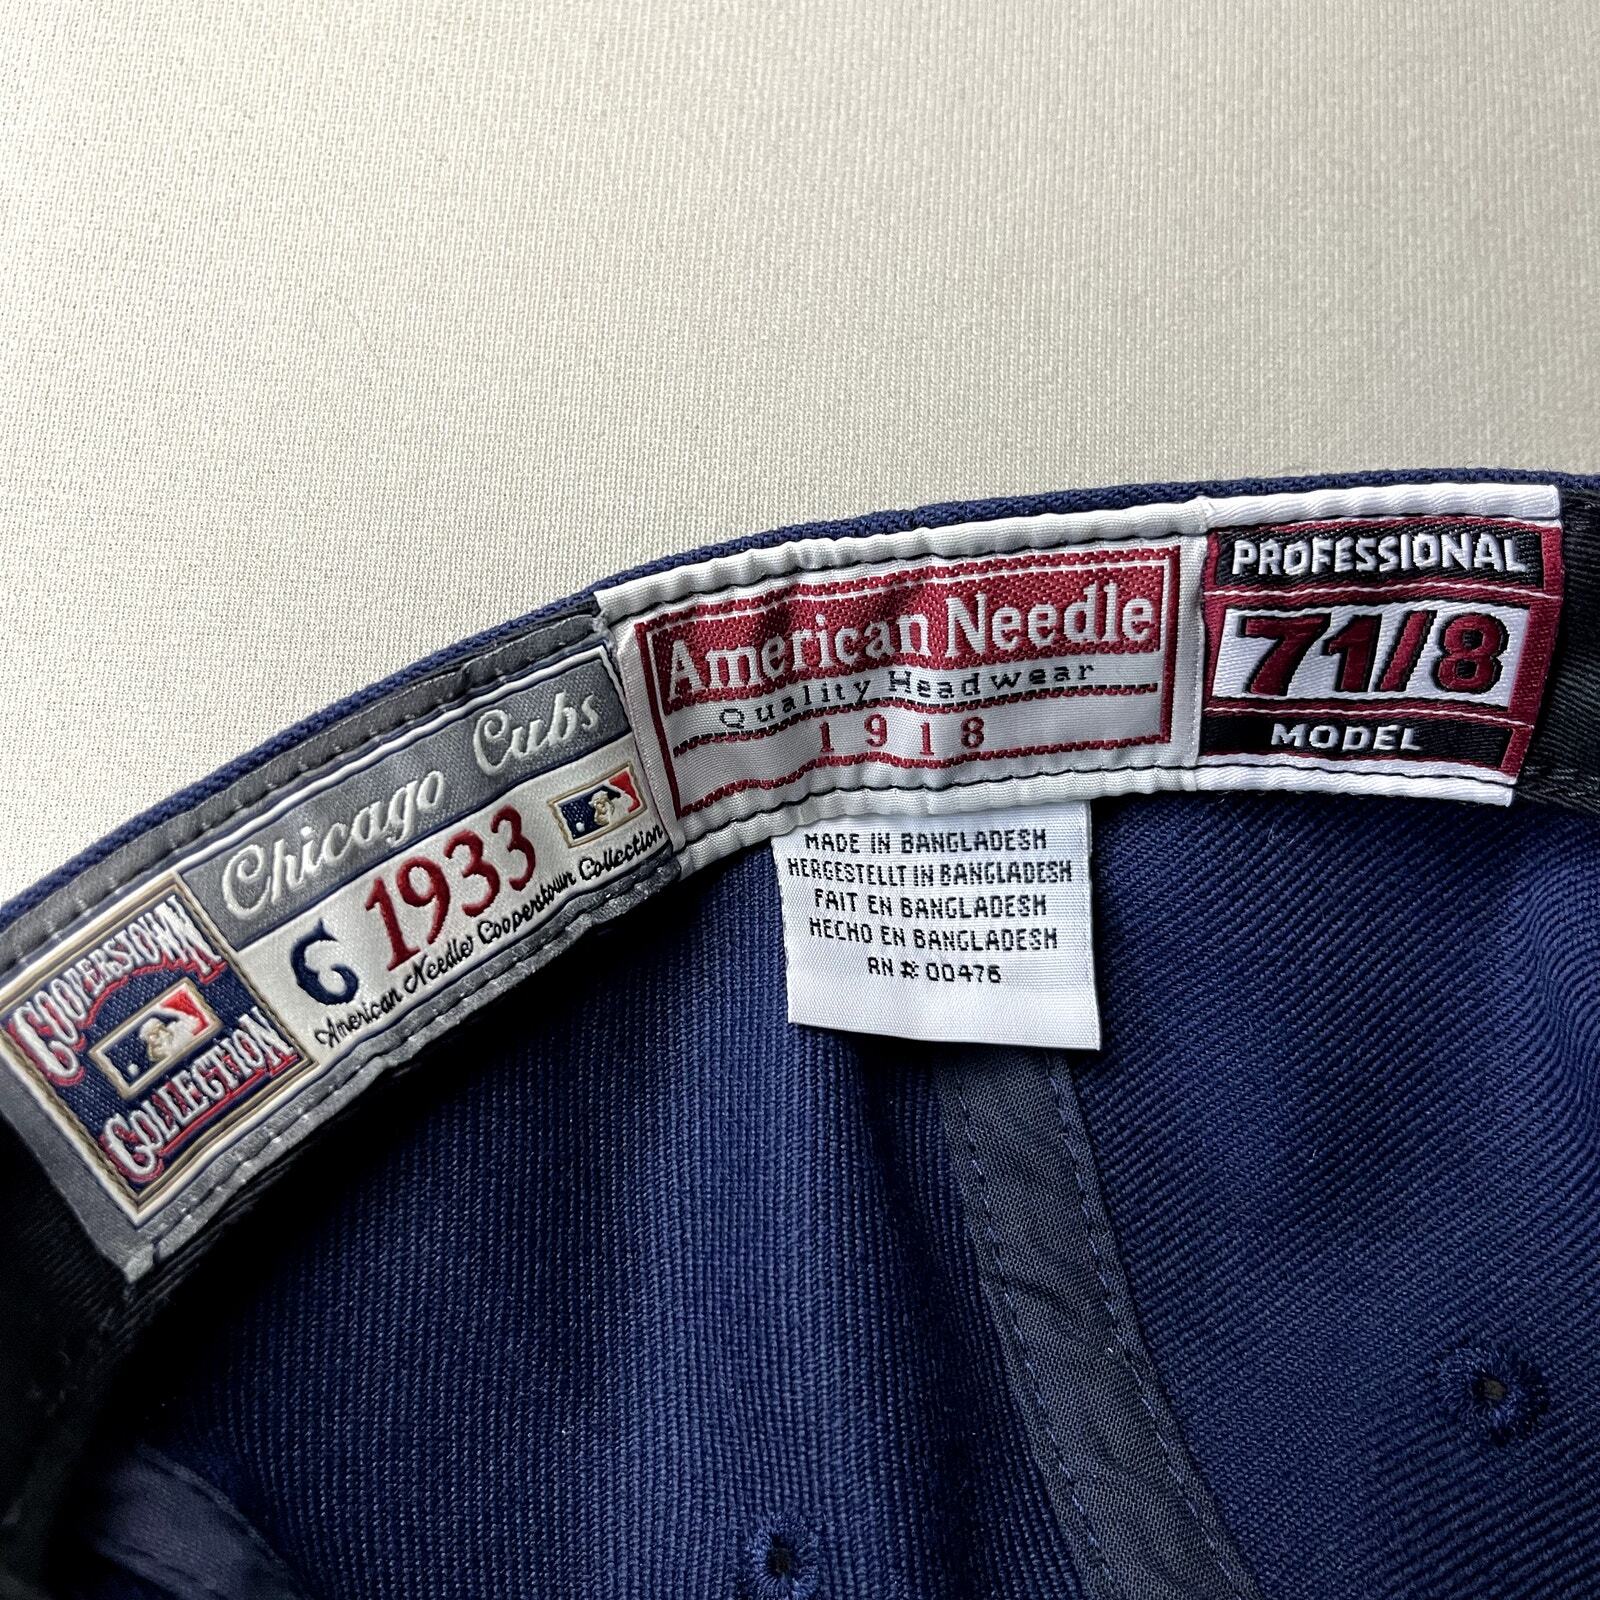 COOPERSTOWN
COLLECTION
Chicago Cubs
C 1933
American Needle Cooperstown Collection
American Needle
Quality Headwear
1918
PROFESSIONAL
71/8
MODEL
MADE IN BANGLADESH
HERGESTELLT IN BANGLADESH
FAIT EN BANGLADESH
HECHO EN BANGLADESH
RN # 00476